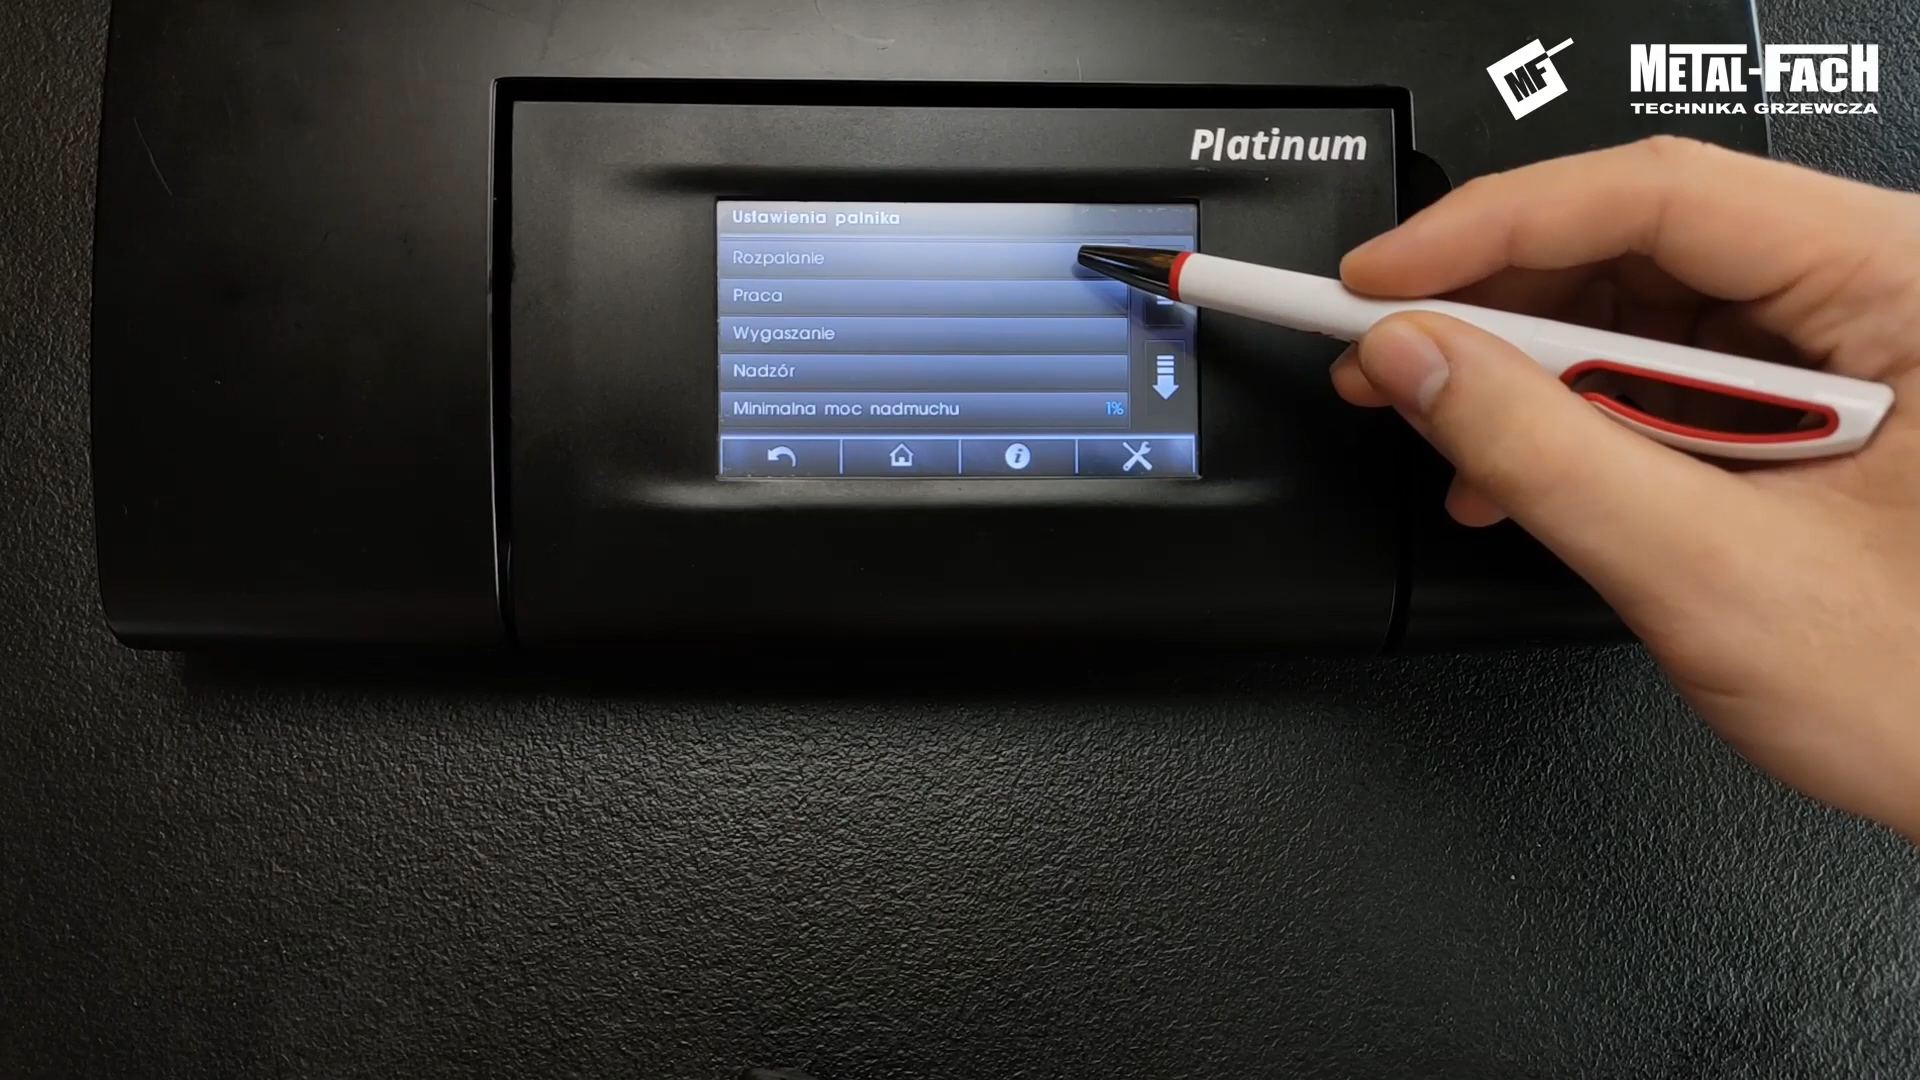 MF
METAL-FACH
TECHNIKA GRZEWCZA
Platinum
Ustawienia palnika
Rozpalanie
Praca
Wygaszanie
Nadzór
Minimalna moc nadmuchu 1%
i